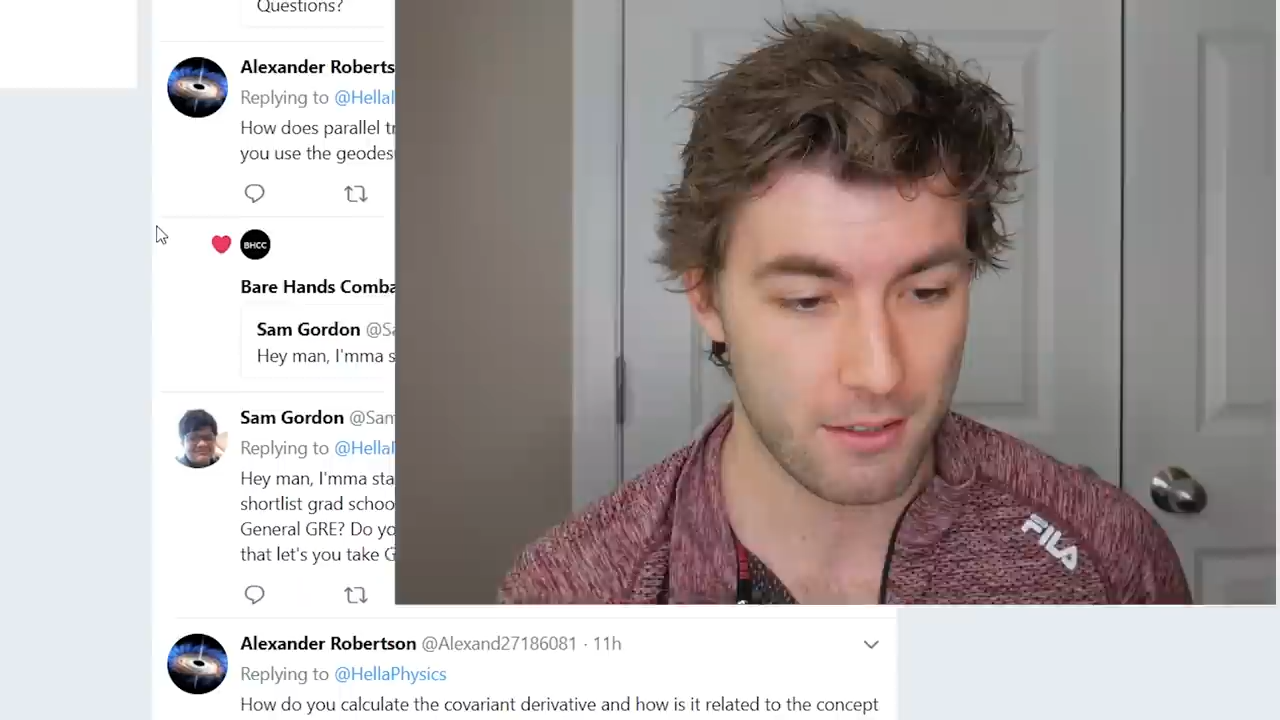 Questions?
Alexander Roberts
Replying to @Hella
How does parallel
you use the
BHCC
Bare Hands Comba
Sam Gordon
Hey man, I'mma
Sam Gordon @Sam
Replying to @Hella
Hey man, I'mma sta
shortlist grad schoo
General GRE? Do yo
that let's you take
FILA
Alexander Robertson @Alexand27186081 · 11h
Replying to @HellaPhysics
How do you calculate the covariant derivative and how is it related to the concept